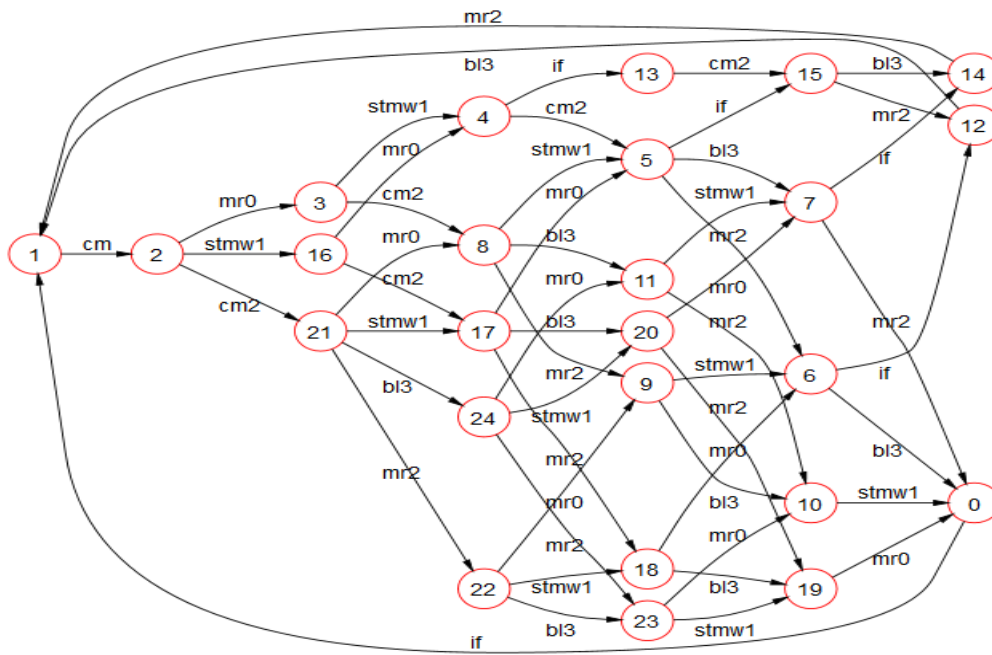 mr2
bl3
if
13
cm2
15
bl3
14
stmw1
4
cm2
if
mr2
12
mr0
stmw1
5
bl3
if
mr0
3
cm2
mr0
stmw1
7
1
cm
2
stmw1
16
mr0
8
bl3
mr2
cm2
mr0
11
mr0
cm2
21
stmw1
17
bl3
20
mr2
mr2
bl3
mr2
9
stmw1
6
if
24
stmw1
mr2
mr2
mr2
mr0
bl3
mr0
bl3
10
stmw1
0
mr2
mr0
22
stmw1
18
bl3
19
mr0
bl3
23
stmw1
if